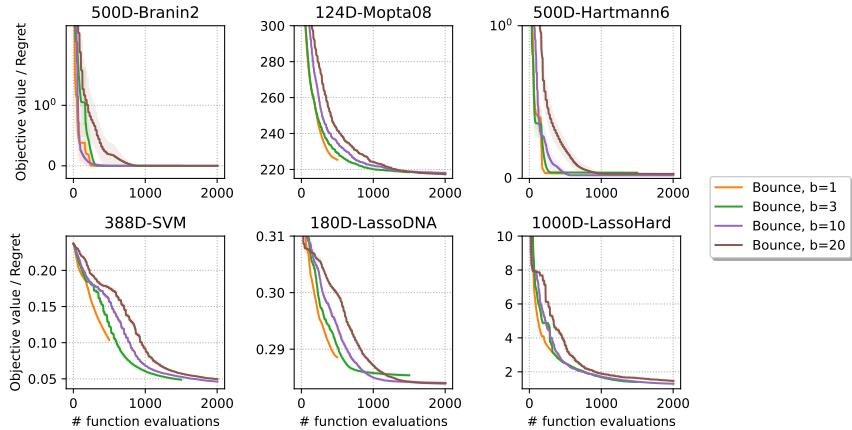 500D-Branin2
124D-Mopta08
500D-Hartmann6
Objective value / Regret
10⁰
0
0
1000
2000
300
280
260
240
220
0
1000
2000
10⁰
0
0
1000
2000
388D-SVM
180D-LassoDNA
1000D-LassoHard
Objective value / Regret
0.20
0.15
0.10
0.05
0
1000
2000
# function evaluations
0.31
0.30
0.29
0
1000
2000
# function evaluations
10
8
6
4
2
0
1000
2000
# function evaluations
Bounce, b=1
Bounce, b=3
Bounce, b=10
Bounce, b=20